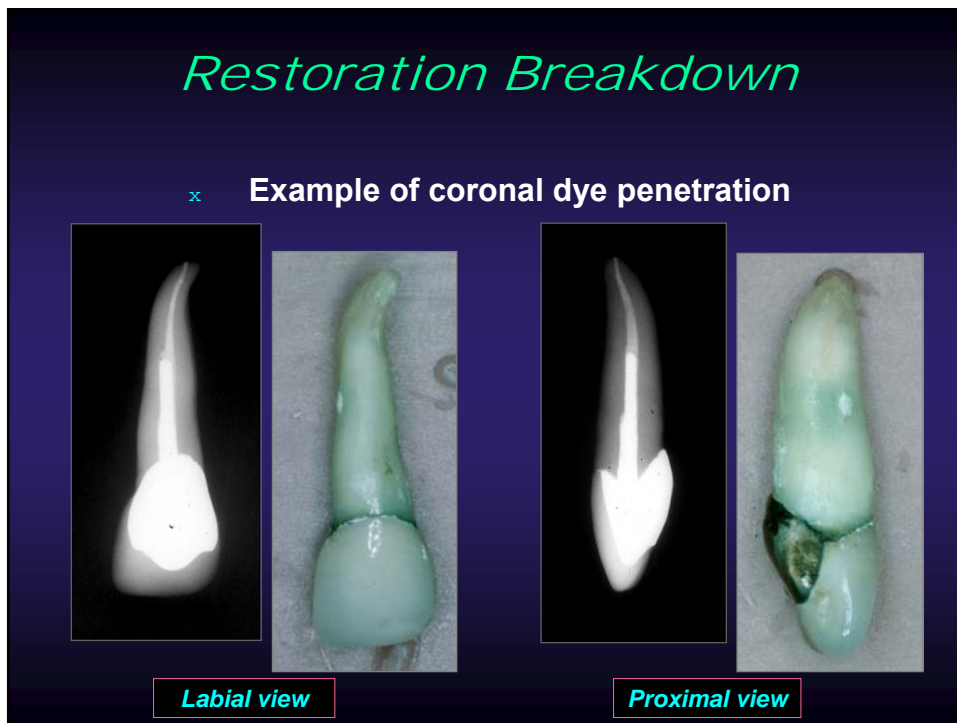 Restoration Breakdown
x Example of coronal dye penetration
Labial view
Proximal view